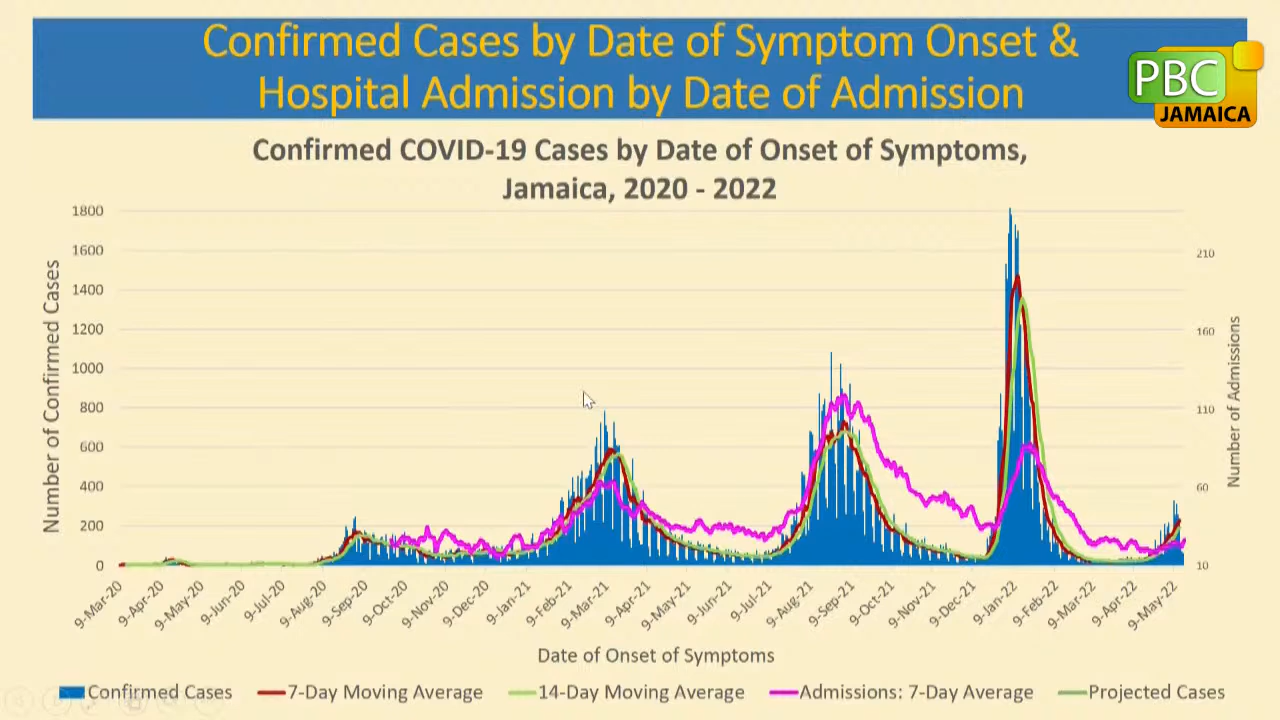 Confirmed Cases by Date of Symptom Onset &
Hospital Admission by Date of Admission
PBC
JAMAICA
Confirmed COVID-19 Cases by Date of Onset of Symptoms,
Jamaica, 2020 - 2022
Number of Confirmed Cases
1800
1600
1400
1200
1000
800
600
400
200
0
210
160
110
60
10
Number of Admissions
9-Mar-20
9-Apr-20
9-May-20
9-Jun-20
9-Jul-20
9-Aug-20
9-Sep-20
9-Oct-20
9-Nov-20
9-Dec-20
9-Jan-21
9-Feb-21
9-Mar-21
9-Apr-21
9-May-21
9-Jun-21
9-Jul-21
9-Aug-21
9-Sep-21
9-Oct-21
9-Nov-21
9-Dec-21
9-Jan-22
9-Feb-22
9-Mar-22
9-Apr-22
9-May-22
Date of Onset of Symptoms
Confirmed Cases
7-Day Moving Average
14-Day Moving Average
Admissions: 7-Day Average
Projected Cases